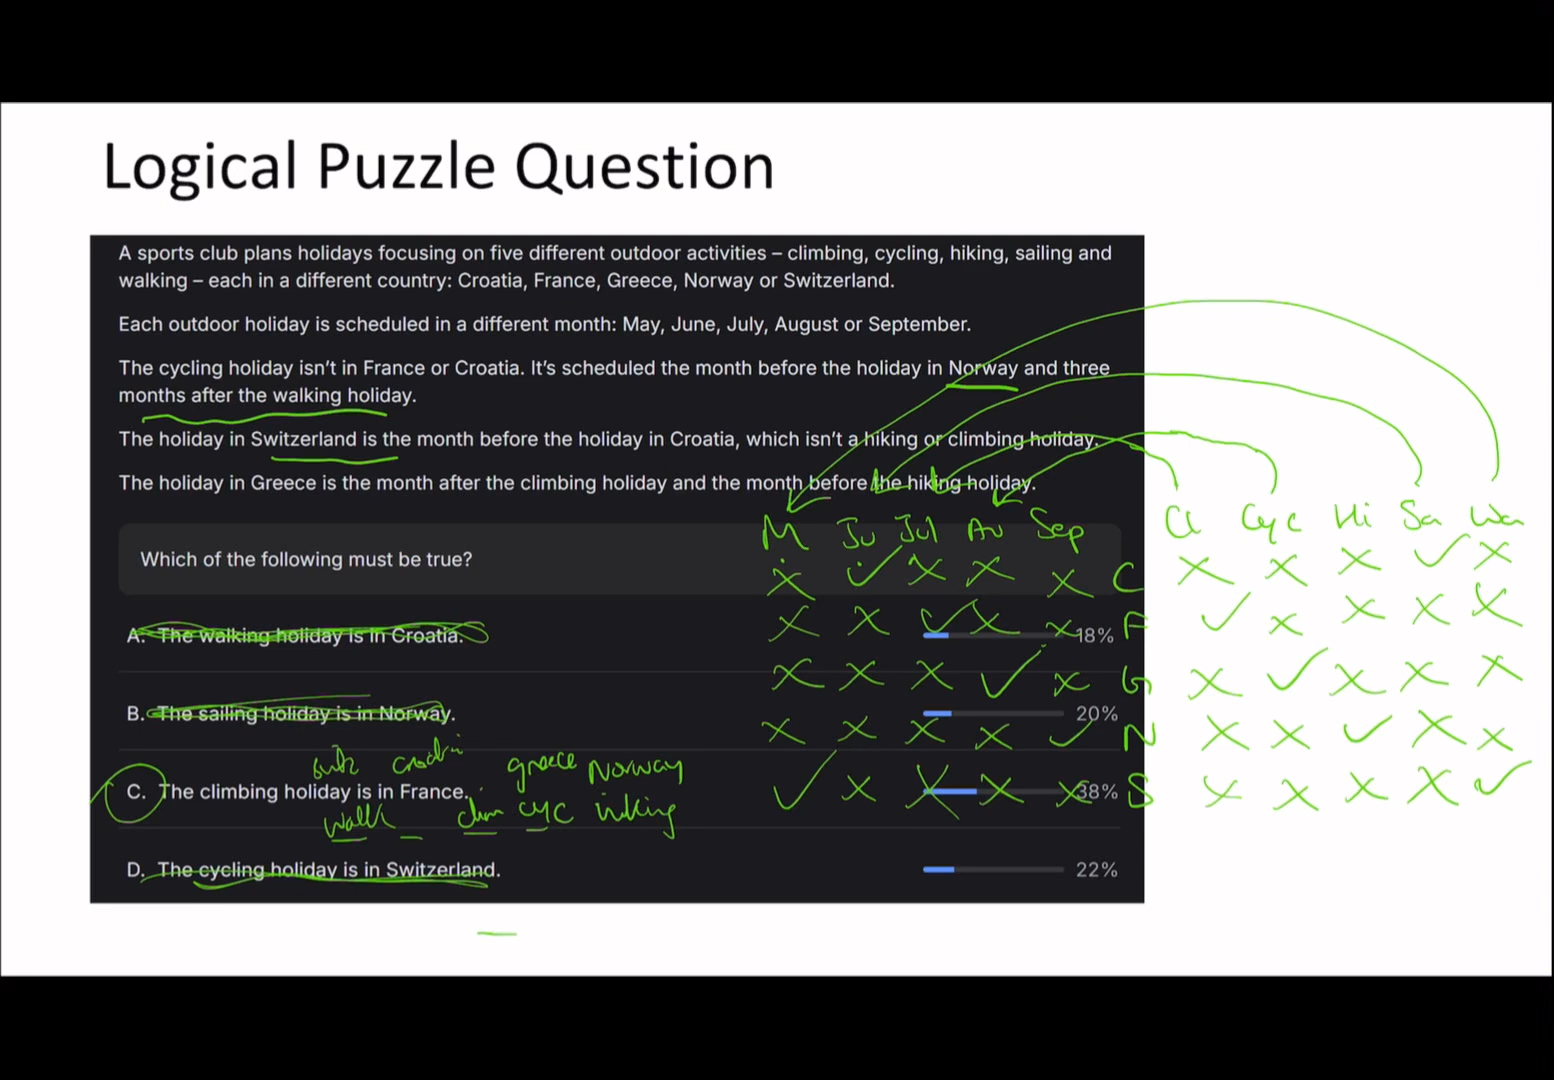 Logical Puzzle Question
A sports club plans holidays focusing on five different outdoor activities – climbing, cycling, hiking, sailing and
walking – each in a different country: Croatia, France, Greece, Norway or Switzerland.
Each outdoor holiday is scheduled in a different month: May, June, July, August or September.
The cycling holiday isn't in France or Croatia. It's scheduled the month before the holiday in Norway and three
months after the walking holiday.
The holiday in Switzerland is the month before the holiday in Croatia, which isn't a hiking or climbing holiday.
The holiday in Greece is the month after the climbing holiday and the month before the hiking holiday.
M Ju Jul Au Sep Cl Cyc Hi Sa Wa
Which of the following must be true?
C
A. The walking holiday is in Croatia. 18% F
G
B. The sailing holiday is in Norway. 20%
N
greece Norway
C. The climbing holiday is in France. 38% S
walk cyc
D. The cycling holiday is in Switzerland. 22%